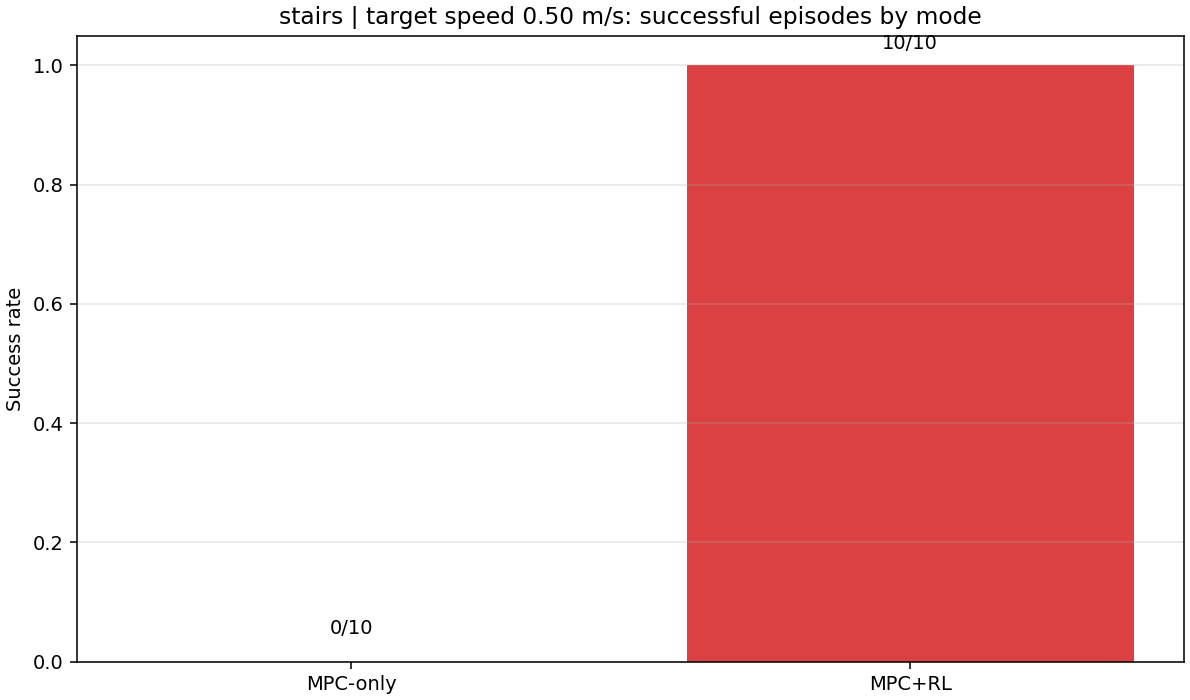 stairs | target speed 0.50 m/s: successful episodes by mode
10/10
1.0
0.8
0.6
0.4
0.2
0.0
Success rate
0/10
MPC-only
MPC+RL